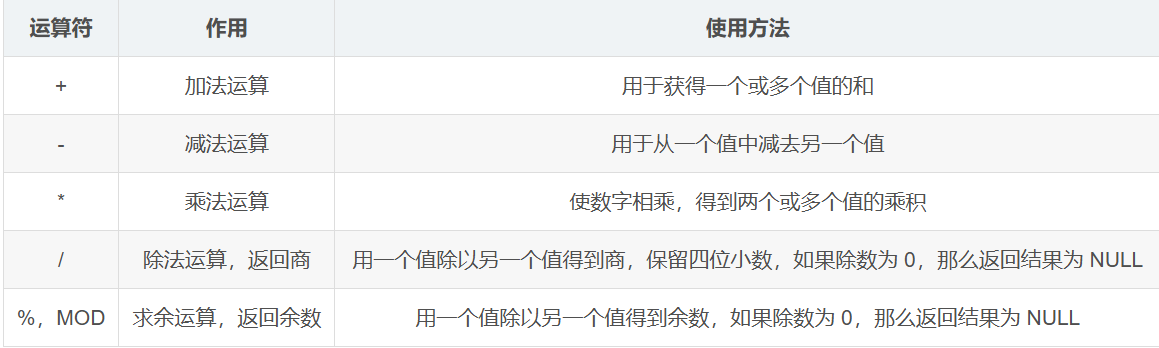 运算符 作用 使用方法
+ 加法运算 用于获得一个或多个值的和
- 减法运算 用于从一个值中减去另一个值
* 乘法运算 使数字相乘，得到两个或多个值的乘积
/ 除法运算，返回商 用一个值除以另一个值得到商，保留四位小数，如果除数为 0，那么返回结果为 NULL
%，MOD 求余运算，返回余数 用一个值除以另一个值得到余数，如果除数为 0，那么返回结果为 NULL